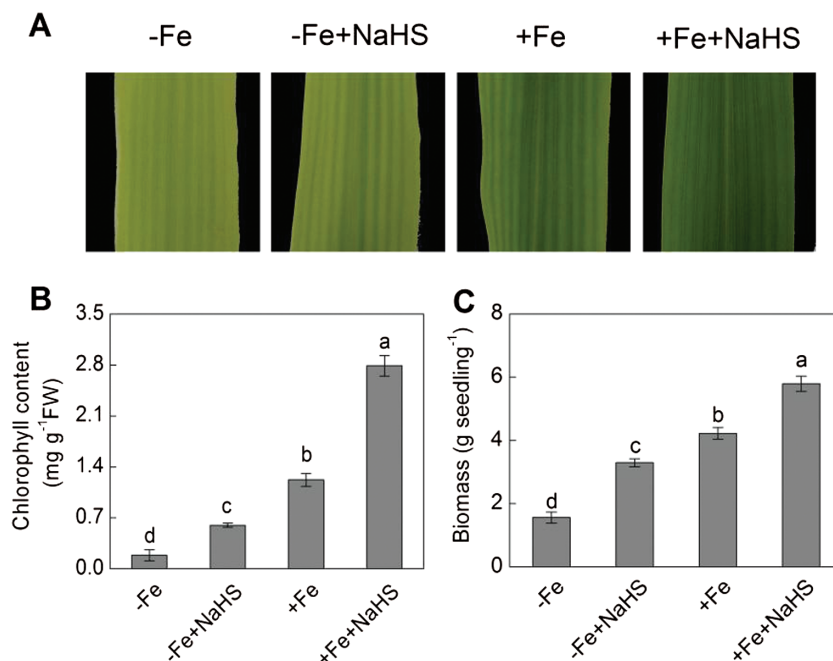 A
-Fe
-Fe+NaHS
+Fe
+Fe+NaHS
B
Chlorophyll content
(mg g⁻¹FW)
3.5
2.8
2.1
1.4
0.7
0.0
d
c
b
a
-Fe
-Fe+NaHS
+Fe
+Fe+NaHS
C
Biomass (g seedling⁻¹)
8
6
4
2
0
d
c
b
a
-Fe
-Fe+NaHS
+Fe
+Fe+NaHS